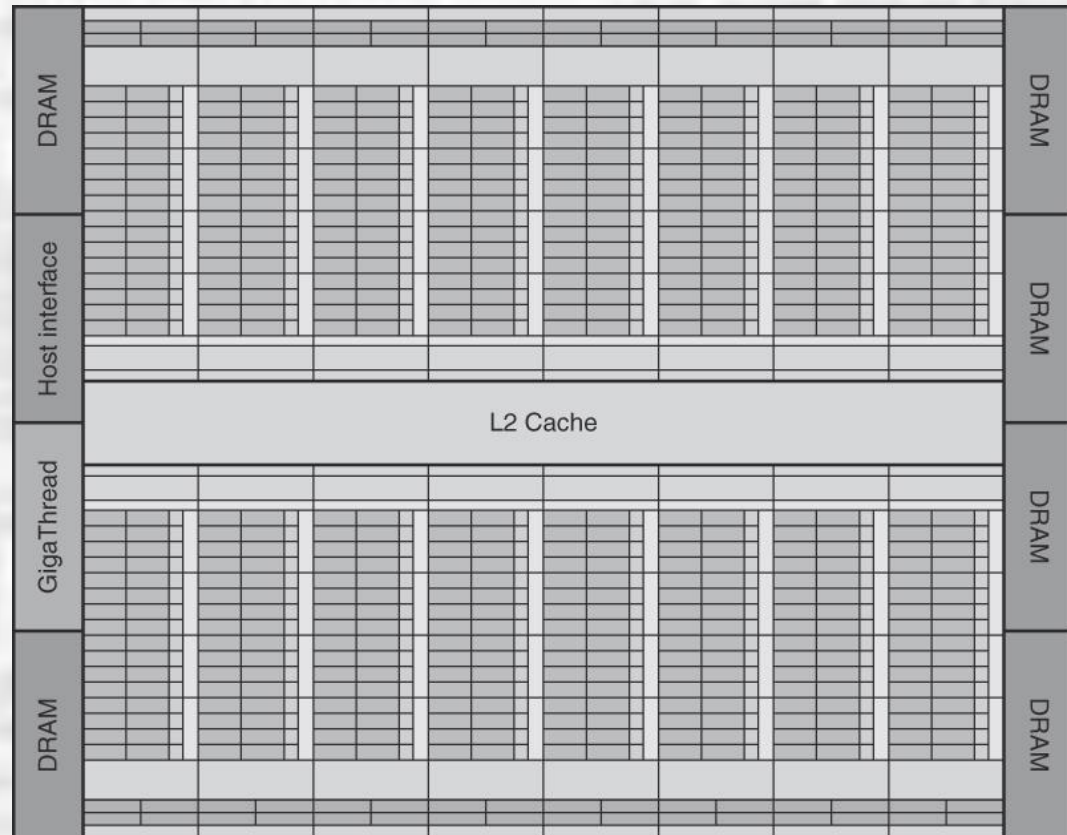 DRAM
Host interface
GigaThread
DRAM
L2 Cache
DRAM
DRAM
DRAM
DRAM